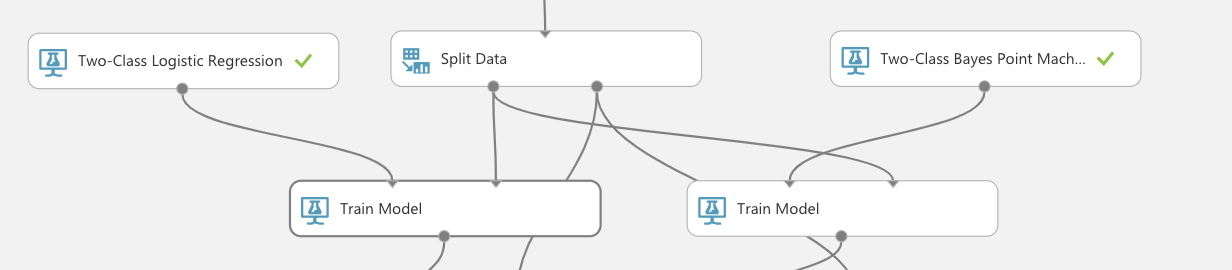 Two-Class Logistic Regression
Split Data
Two-Class Bayes Point Mach...
Train Model
Train Model